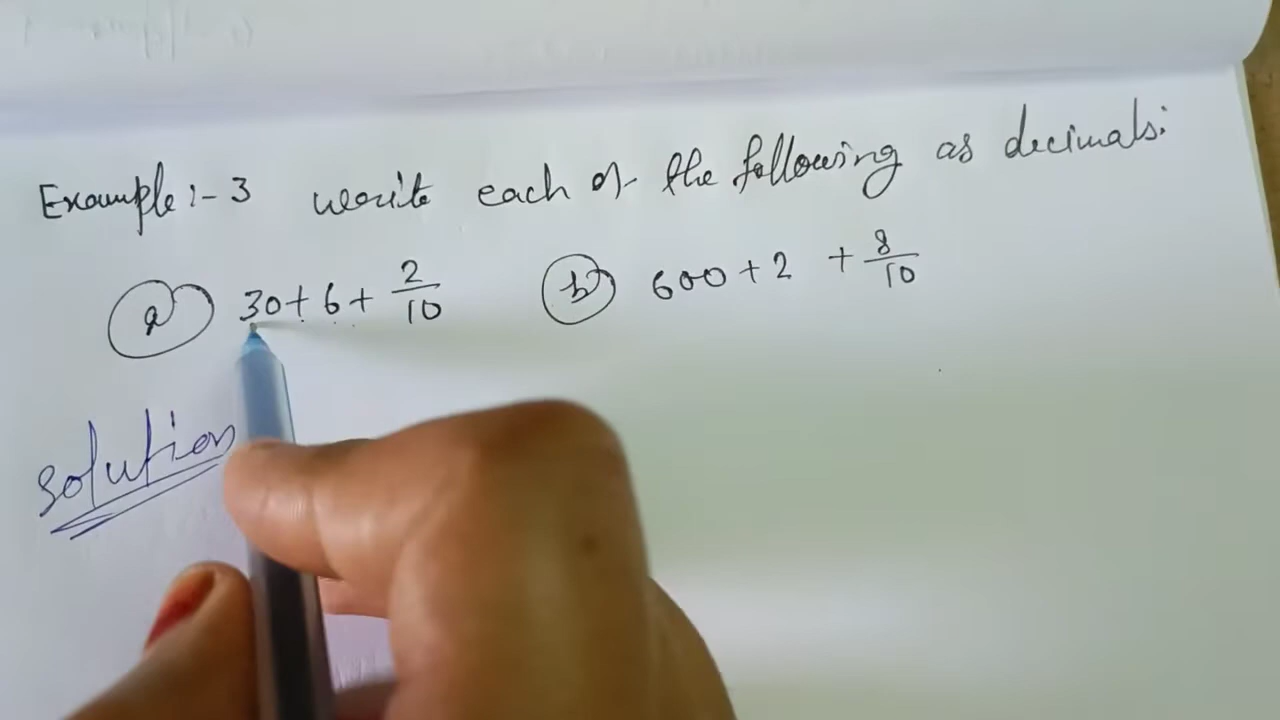 Example :- 3 write each of the following as decimals:
(a) 30 + 6 + 2/10 (b) 600 + 2 + 8/10
Solution